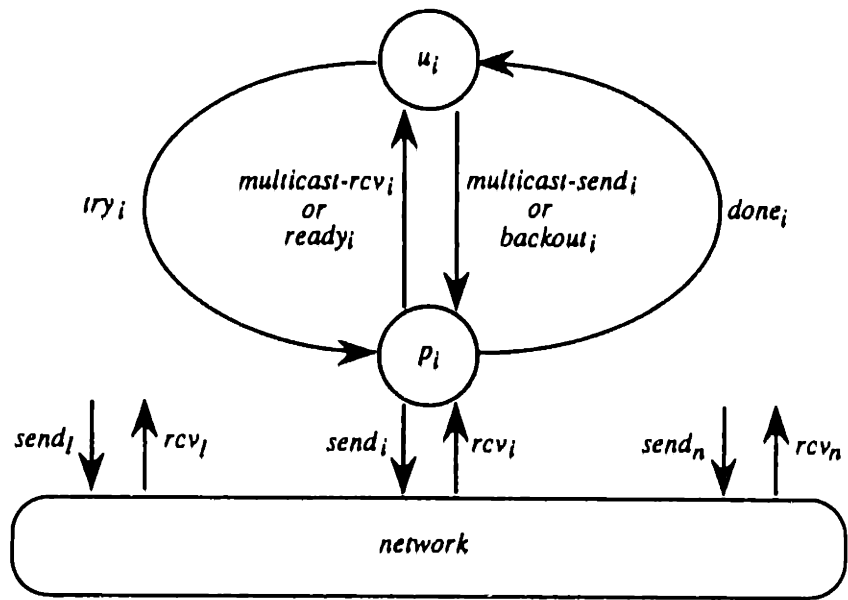 u_i
multicast-rcv_i
or
ready_i
multicast-send_i
or
backout_i
try_i
done_i
p_i
send_1
rcv_1
send_i
rcv_i
send_n
rcv_n
network